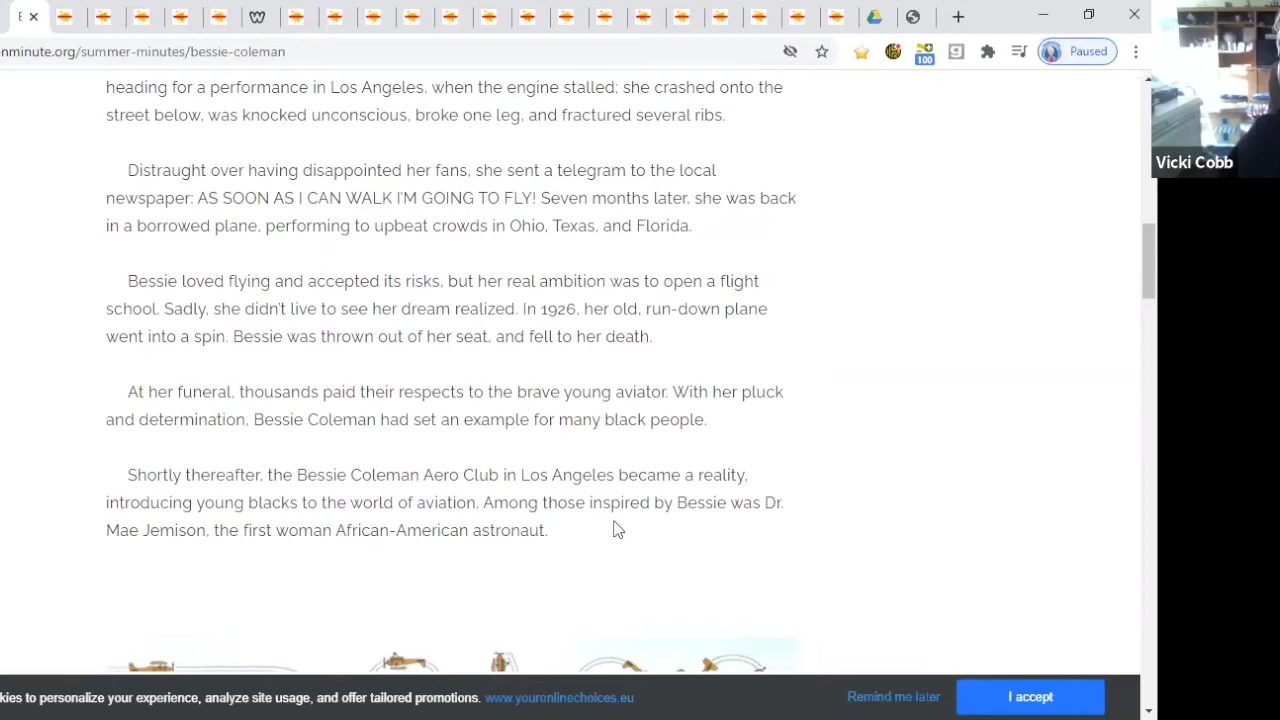 100
Paused
nminute.org/summer-minutes/bessie-coleman
heading for a performance in Los Angeles, when the engine stalled; she crashed onto the
street below, was knocked unconscious, broke one leg, and fractured several ribs.
Distraught over having disappointed her fans, she sent a telegram to the local
newspaper: AS SOON AS I CAN WALK I'M GOING TO FLY! Seven months later, she was back
in a borrowed plane, performing to upbeat crowds in Ohio, Texas, and Florida.
Bessie loved flying and accepted its risks, but her real ambition was to open a flight
school. Sadly, she didn't live to see her dream realized. In 1926, her old, run-down plane
went into a spin. Bessie was thrown out of her seat, and fell to her death.
At her funeral, thousands paid their respects to the brave young aviator. With her pluck
and determination, Bessie Coleman had set an example for many black people.
Shortly thereafter, the Bessie Coleman Aero Club in Los Angeles became a reality,
introducing young blacks to the world of aviation. Among those inspired by Bessie was Dr.
Mae Jemison, the first woman African-American astronaut.
kies to personalize your experience, analyze site usage, and offer tailored promotions. www.youronlinechoices.eu
Remind me later
I accept
Vicki Cobb